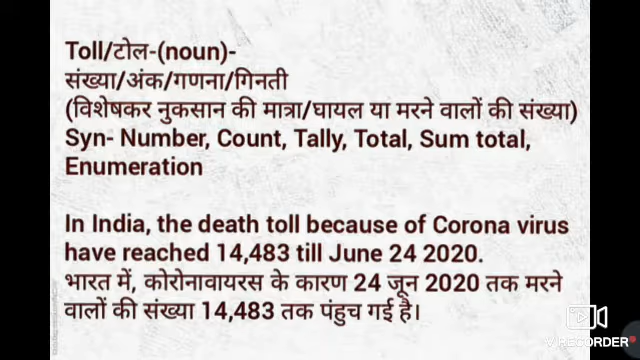 Toll/टोल-(noun)-
संख्या/अंक/गणना/गिनती
(विशेषकर नुकसान की मात्रा/घायल या मरने वालों की संख्या)
Syn- Number, Count, Tally, Total, Sum total,
Enumeration
In India, the death toll because of Corona virus
have reached 14,483 till June 24 2020.
भारत में, कोरोनावायरस के कारण 24 जून 2020 तक मरने
वालों की संख्या 14,483 तक पंहुच गई है।
V RECORDER